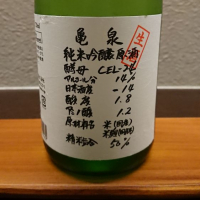 亀泉
生
純米吟醸原酒
酵母 CEL-24
アルコール分 14%
日本酒度 -14
酸度 1.8
アミノ酸 1.2
原材料名 米(国産)
米麹(国産米)
精米歩合 50%